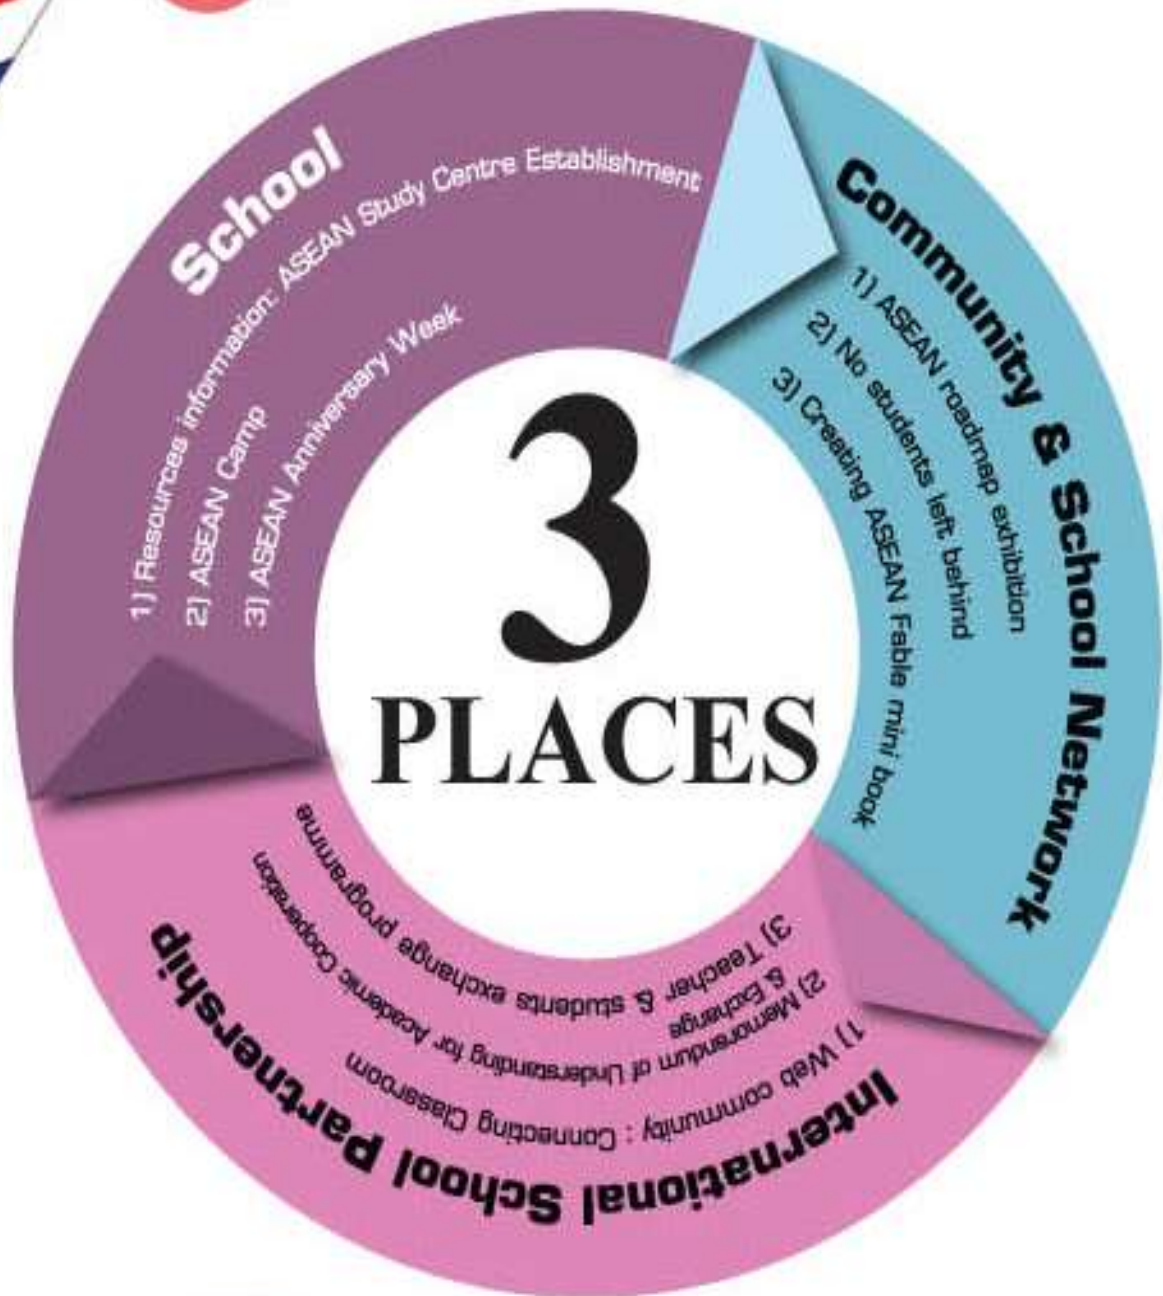 School
1) Resources information: ASEAN Study Centre Establishment
2) ASEAN Camp
3) ASEAN Anniversary Week
Community & School Network
1) ASEAN roadmap exhibition
2) No students left behind
3) Creating ASEAN Fable mini book
International School Partnership
1) Web community : Connecting Classroom
2) Memorandum of Understanding for Academic Cooperation
& Exchange
3) Teacher & students exchange programme
3
PLACES